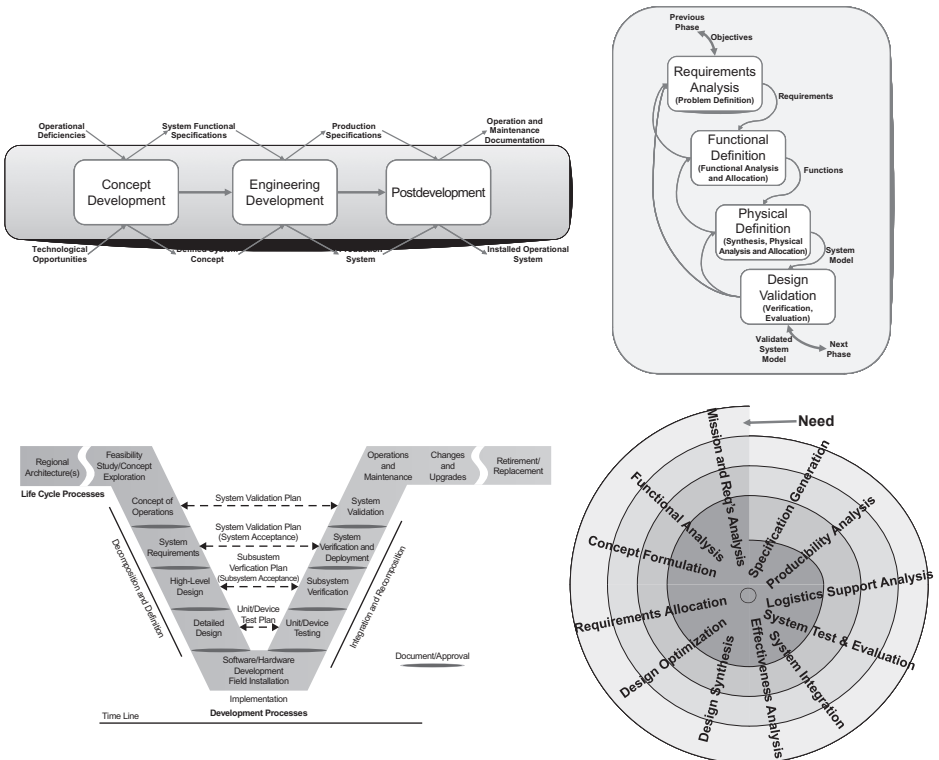 Operational
Deficiencies
System Functional
Specifications
Production
Specifications
Operation and
Maintenance
Documentation
Concept
Development
Engineering
Development
Postdevelopment
Technological
Opportunities
Defined System
Concept
Production
System
Installed Operational
System
Previous
Phase
Objectives
Requirements
Analysis
(Problem Definition)
Requirements
Functional
Definition
(Functional Analysis
and Allocation)
Functions
Physical
Definition
(Synthesis, Physical
Analysis and Allocation)
System
Model
Design
Validation
(Verification,
Evaluation)
Validated
System
Model
Next
Phase
Regional
Architecture(s)
Feasibility
Study/Concept
Exploration
Operations
and
Maintenance
Changes
and
Upgrades
Retirement/
Replacement
Life Cycle Processes
Concept of
Operations
System Validation Plan
System
Validation
System
Requirements
System Validation Plan
(System Acceptance)
System
Verification and
Deployment
High-Level
Design
Subsustem
Verfication Plan
(Subsystem Acceptance)
Subsystem
Verification
Detailed
Design
Unit/Device
Test Plan
Unit/Device
Testing
Decomposition and Definition
Integration and Recomposition
Software/Hardware
Development
Field Installation
Document/Approval
Implementation
Development Processes
Time Line
Need
Mission and Req's Analysis
Specification Generation
Producibility Analysis
Logistics Support Analysis
System Test & Evaluation
System Integration
Effectiveness Analysis
Design Synthesis
Design Optimization
Requirements Allocation
Concept Formulation
Functional Analysis